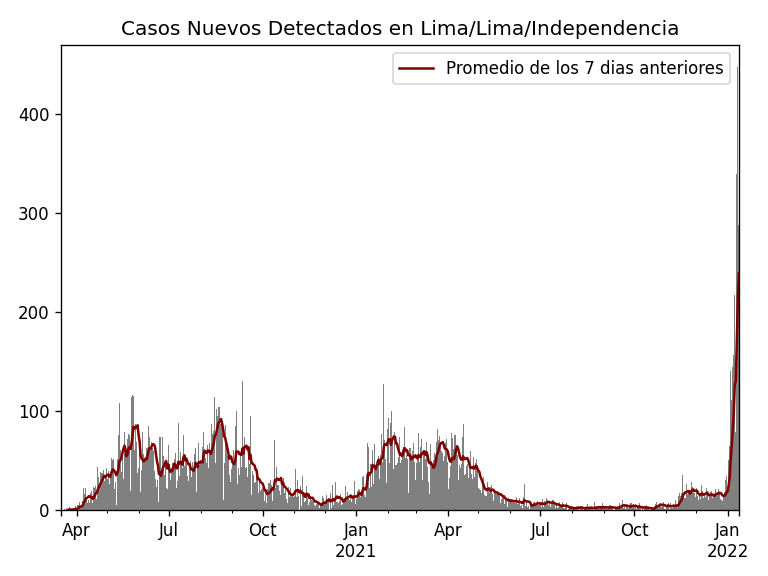 Casos Nuevos Detectados en Lima/Lima/Independencia
Promedio de los 7 dias anteriores
400
300
200
100
0
Apr Jul Oct Jan Apr Jul Oct Jan
2021 2022